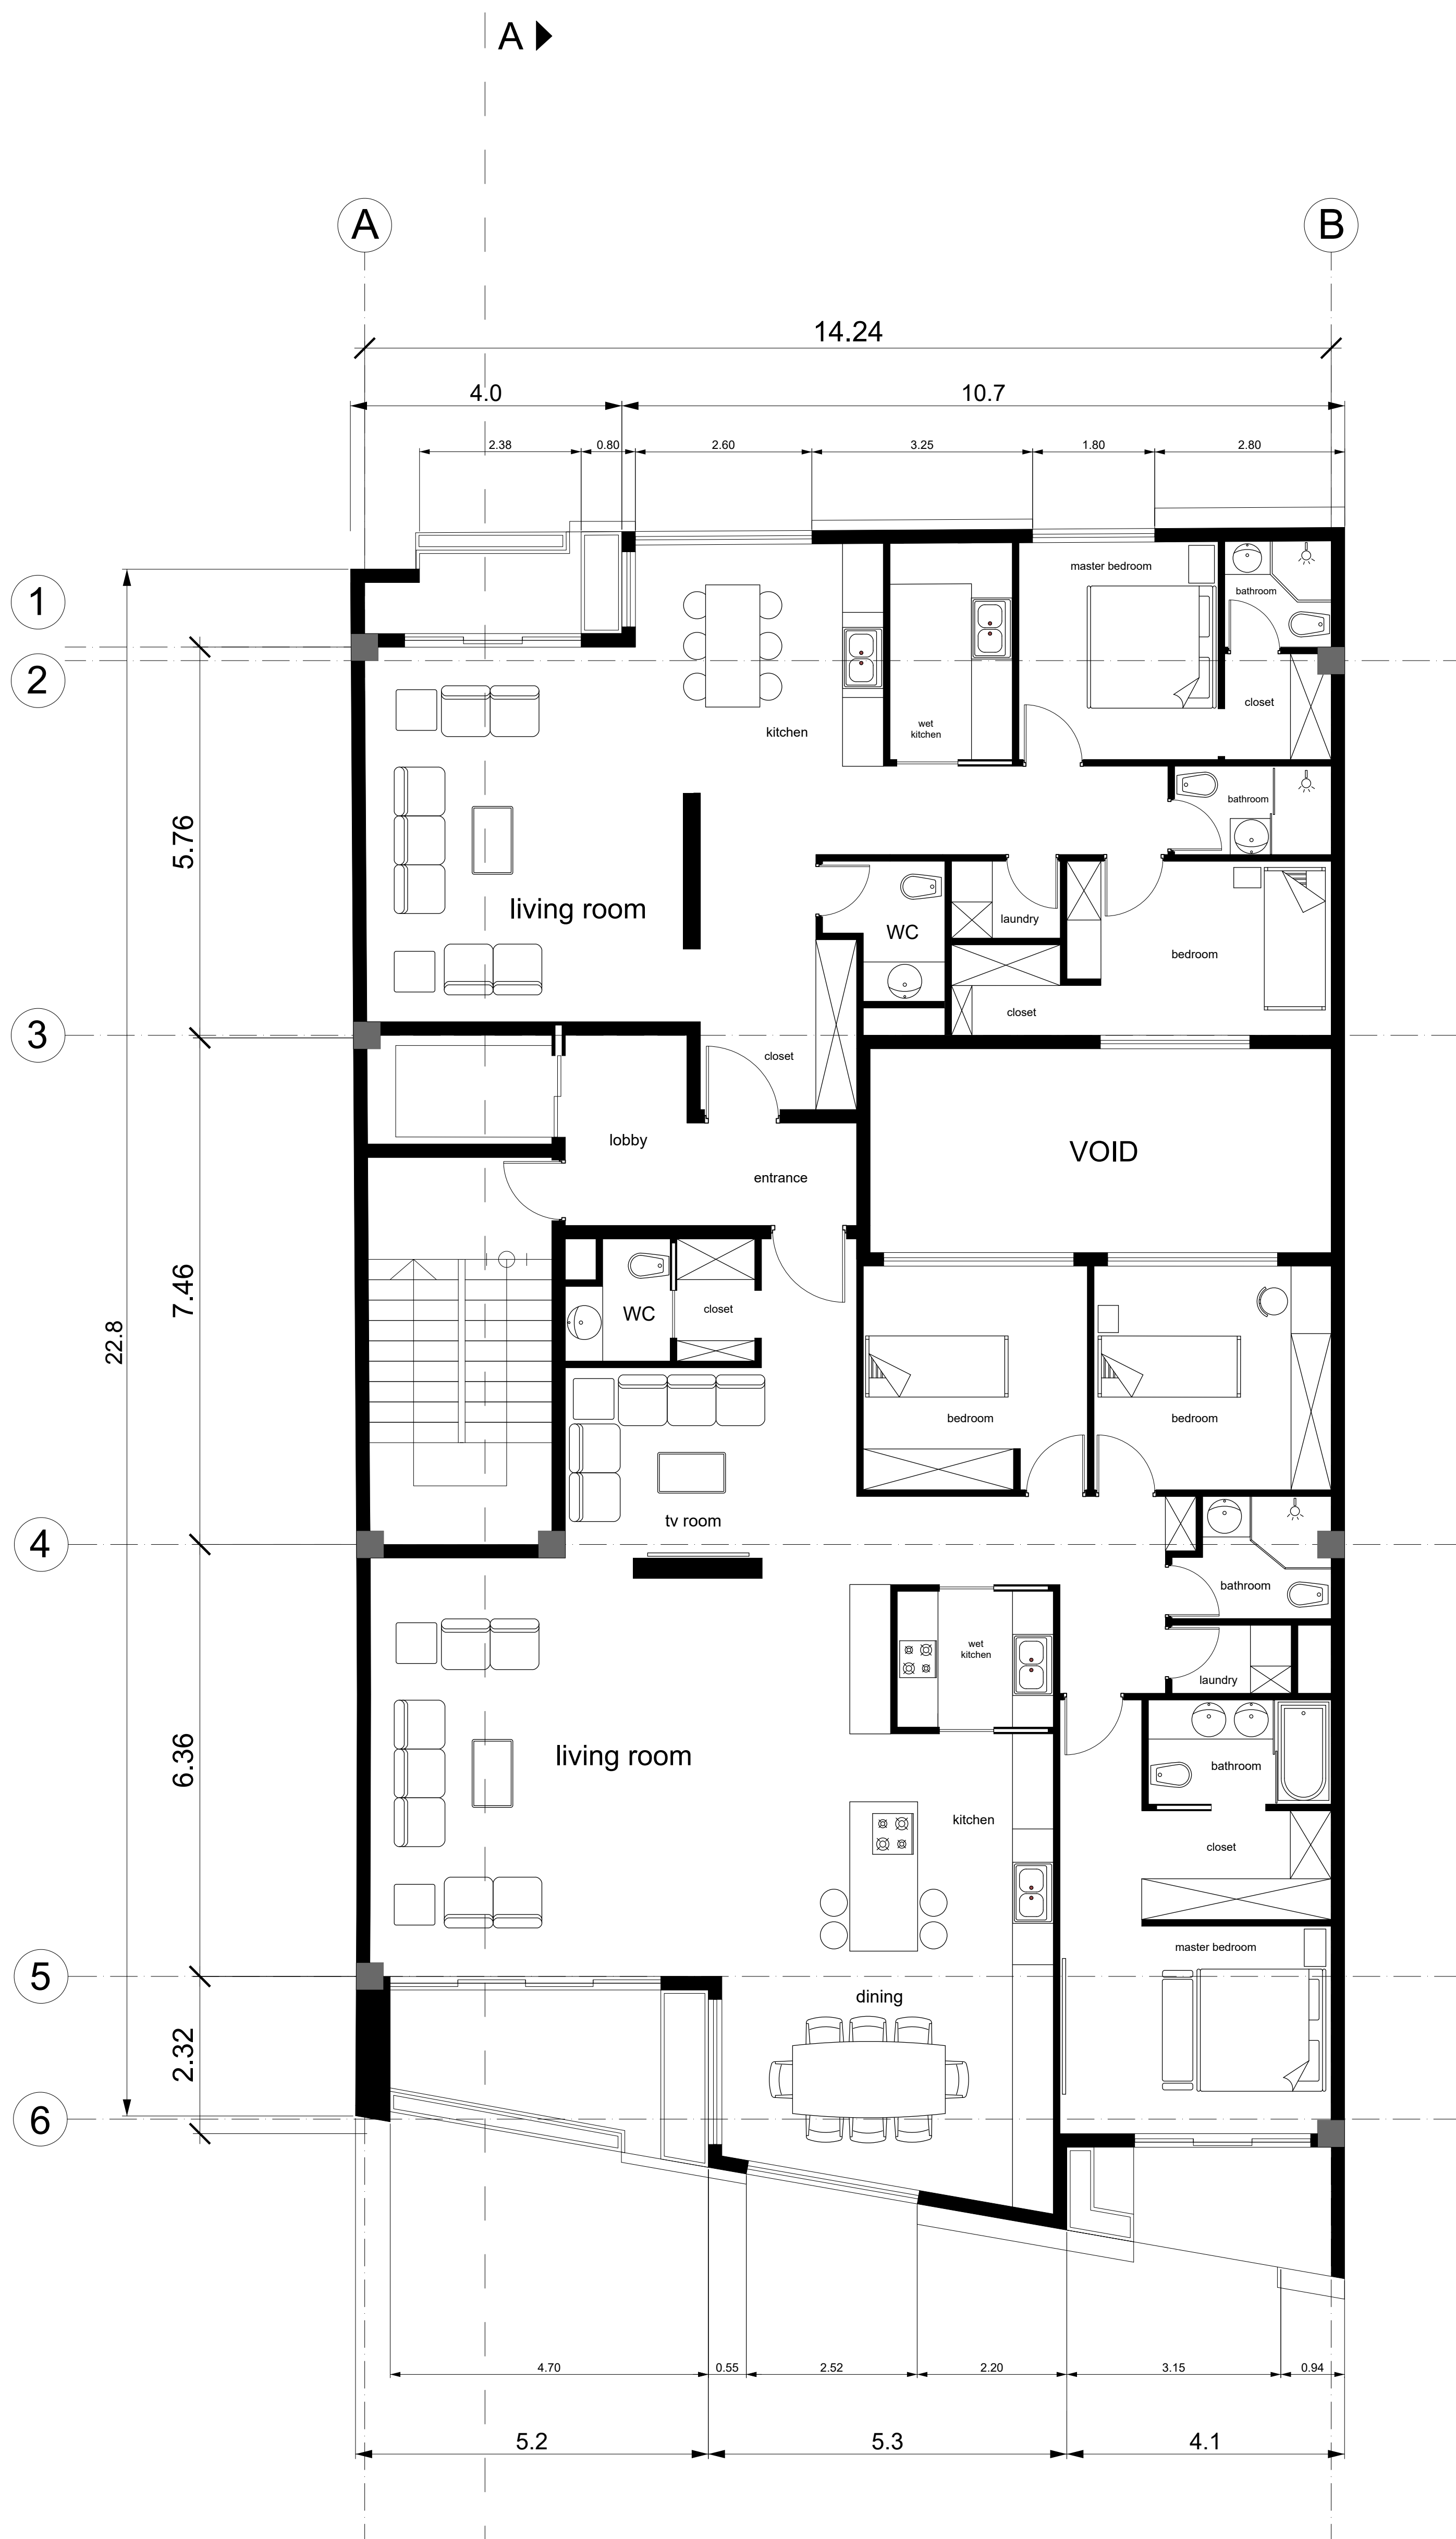 A
A
B
14.24
4.0
10.7
2.38
0.80
2.60
3.25
1.80
2.80
master bedroom
bathroom
1
2
closet
wet
kitchen
kitchen
bathroom
5.76
living room
laundry
WC
bedroom
closet
3
closet
lobby
VOID
entrance
7.46
WC
closet
22.8
bedroom
bedroom
tv room
4
bathroom
wet
kitchen
laundry
living room
6.36
bathroom
kitchen
closet
master bedroom
5
dining
2.32
6
4.70
0.55
2.52
2.20
3.15
0.94
5.2
5.3
4.1